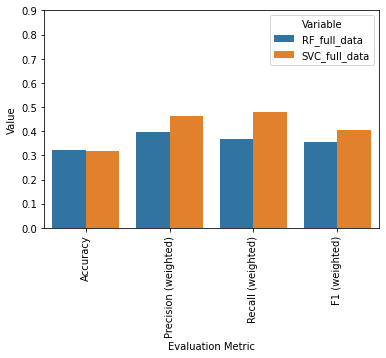 Variable
RF_full_data
SVC_full_data
0.9
0.8
0.7
0.6
0.5
0.4
0.3
0.2
0.1
0.0
Value
Accuracy
Precision (weighted)
Recall (weighted)
F1 (weighted)
Evaluation Metric